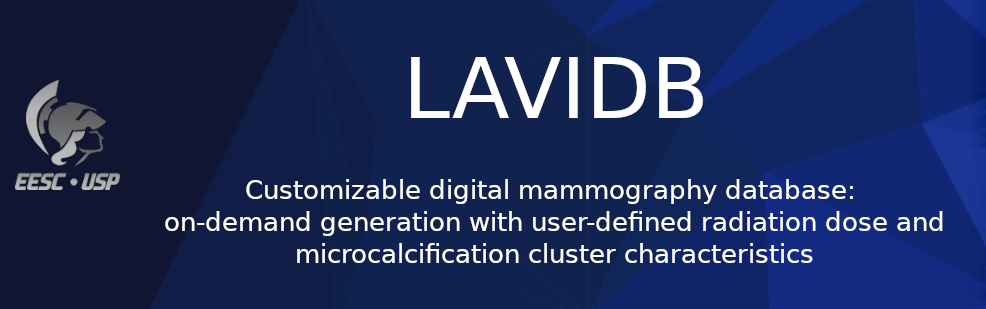 LAVIDB
EESC • USP
Customizable digital mammography database:
on-demand generation with user-defined radiation dose and
microcalcification cluster characteristics